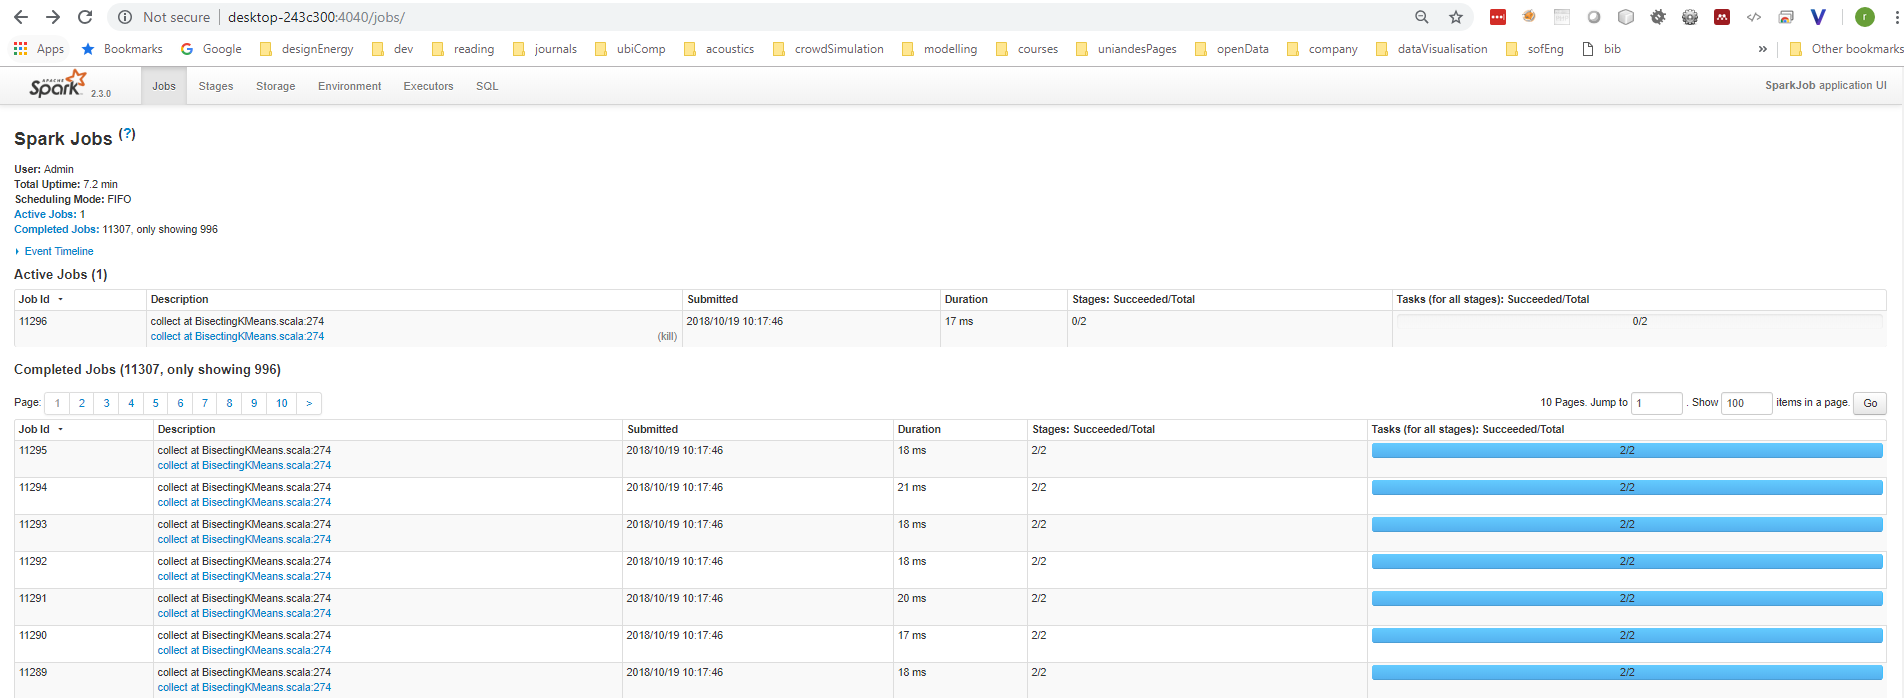 Not secure | desktop-243c300:4040/jobs/
Apps Bookmarks Google designEnergy dev reading journals ubiComp acoustics crowdSimulation modelling courses uniandesPages openData company dataVisualisation sofEng bib » Other bookmarks
APACHE Spark 2.3.0 Jobs Stages Storage Environment Executors SQL SparkJob application UI
Spark Jobs (?)
User: Admin
Total Uptime: 7.2 min
Scheduling Mode: FIFO
Active Jobs: 1
Completed Jobs: 11307, only showing 996
Event Timeline
Active Jobs (1)
Job Id Description Submitted Duration Stages: Succeeded/Total Tasks (for all stages): Succeeded/Total
11296 collect at BisectingKMeans.scala:274 2018/10/19 10:17:46 17 ms 0/2 0/2
collect at BisectingKMeans.scala:274 (kill)
Completed Jobs (11307, only showing 996)
Page: 1 2 3 4 5 6 7 8 9 10 > 10 Pages. Jump to 1 . Show 100 items in a page. Go
Job Id Description Submitted Duration Stages: Succeeded/Total Tasks (for all stages): Succeeded/Total
11295 collect at BisectingKMeans.scala:274 2018/10/19 10:17:46 18 ms 2/2 2/2
collect at BisectingKMeans.scala:274
11294 collect at BisectingKMeans.scala:274 2018/10/19 10:17:46 21 ms 2/2 2/2
collect at BisectingKMeans.scala:274
11293 collect at BisectingKMeans.scala:274 2018/10/19 10:17:46 18 ms 2/2 2/2
collect at BisectingKMeans.scala:274
11292 collect at BisectingKMeans.scala:274 2018/10/19 10:17:46 18 ms 2/2 2/2
collect at BisectingKMeans.scala:274
11291 collect at BisectingKMeans.scala:274 2018/10/19 10:17:46 20 ms 2/2 2/2
collect at BisectingKMeans.scala:274
11290 collect at BisectingKMeans.scala:274 2018/10/19 10:17:46 17 ms 2/2 2/2
collect at BisectingKMeans.scala:274
11289 collect at BisectingKMeans.scala:274 2018/10/19 10:17:46 18 ms 2/2 2/2
collect at BisectingKMeans.scala:274